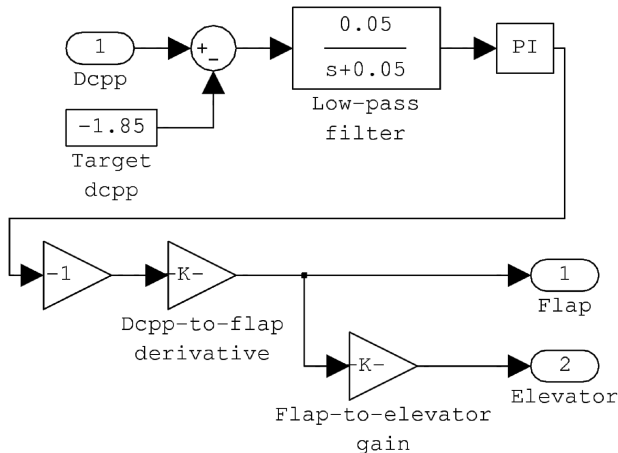 1
Dcpp
+
-
-1.85
Target
dcpp
0.05
s+0.05
Low-pass
filter
PI
-1
-K-
Dcpp-to-flap
derivative
1
Flap
-K-
Flap-to-elevator
gain
2
Elevator